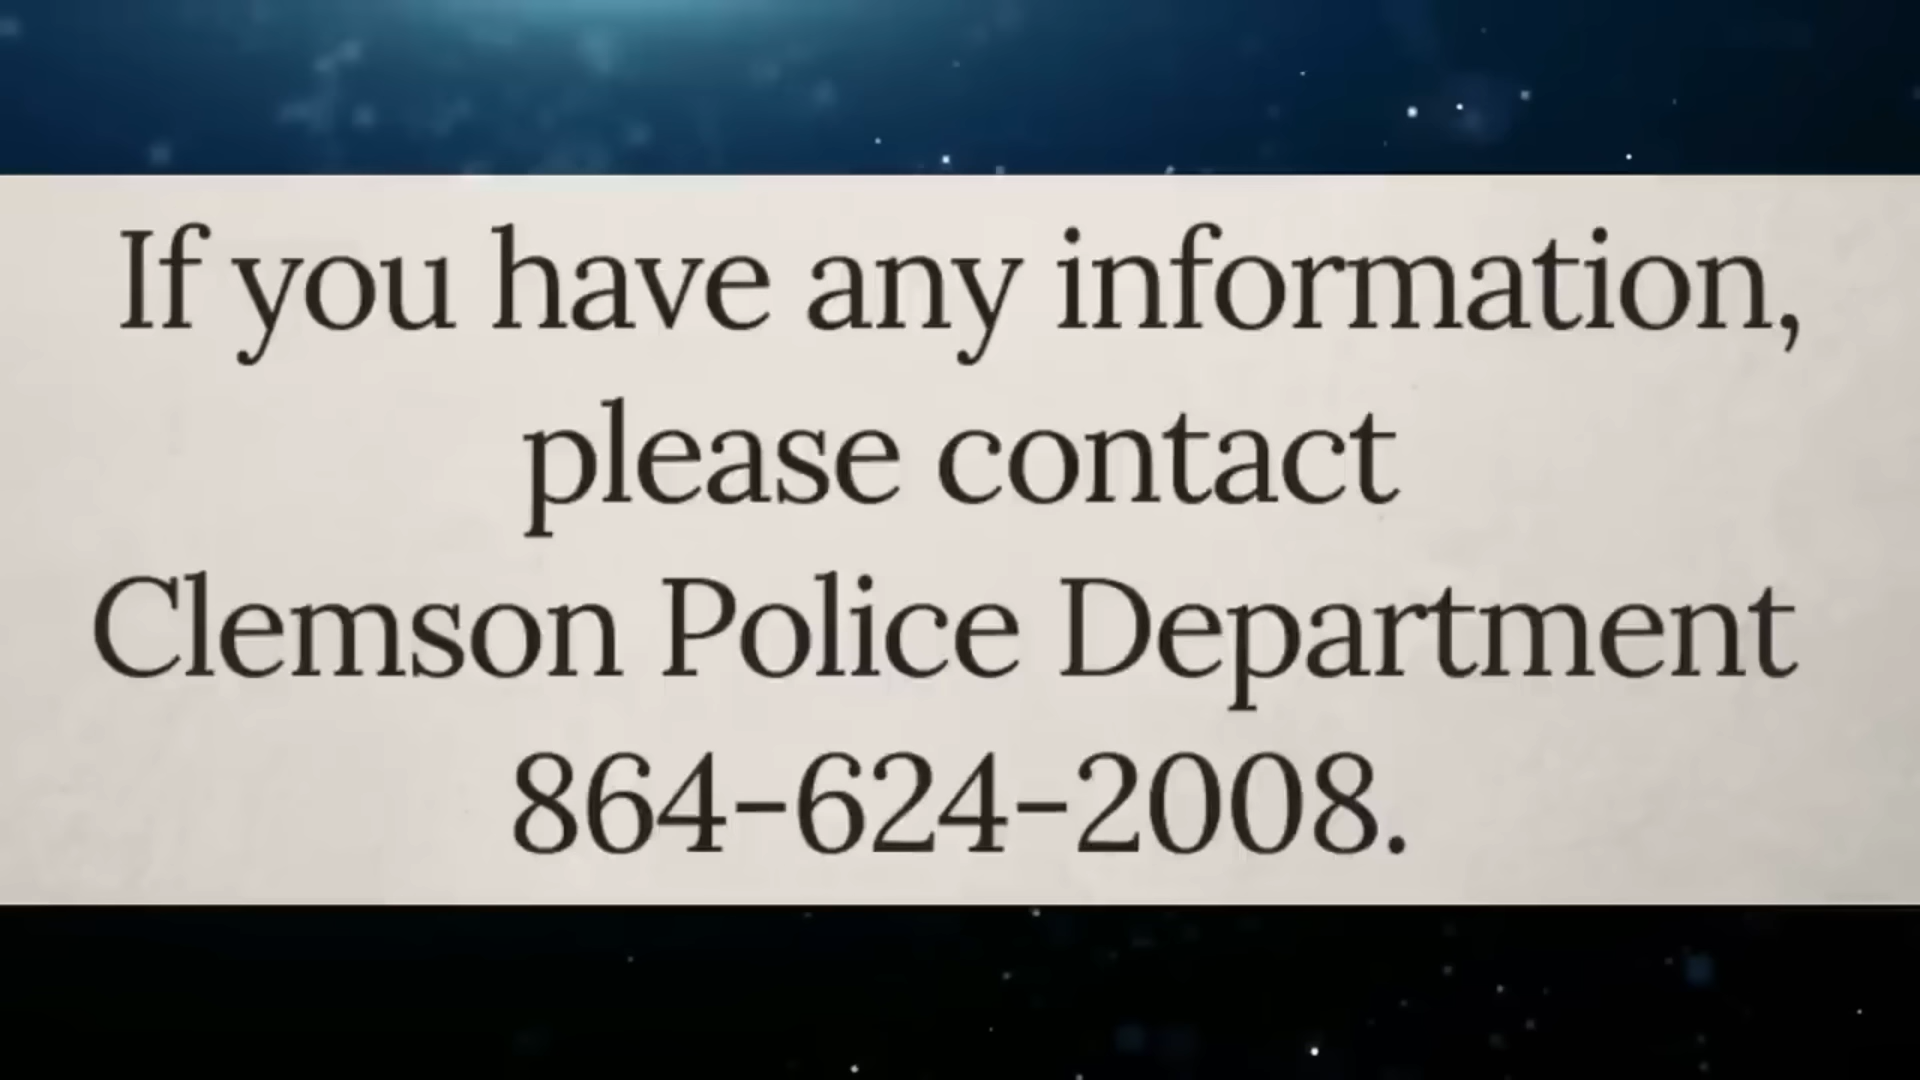 If you have any information,
please contact
Clemson Police Department
864-624-2008.